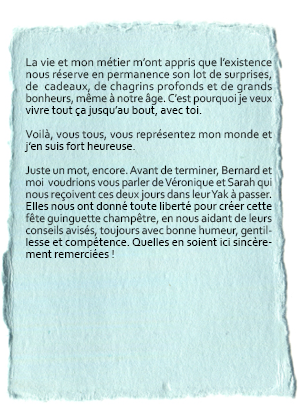 La vie et mon métier m'ont appris que l'existence
nous réserve en permanence son lot de surprises,
de cadeaux, de chagrins profonds et de grands
bonheurs, même à notre âge. C'est pourquoi je veux
vivre tout ça jusqu'au bout, avec toi.
Voilà, vous tous, vous représentez mon monde et
j'en suis fort heureuse.
Juste un mot, encore. Avant de terminer, Bernard et
moi voudrions vous parler de Véronique et Sarah qui
nous reçoivent ces deux jours dans leur Yak à passer.
Elles nous ont donné toute liberté pour créer cette
fête guinguette champêtre, en nous aidant de leurs
conseils avisés, toujours avec bonne humeur, gentil-
lesse et compétence. Quelles en soient ici sincère-
ment remerciées !